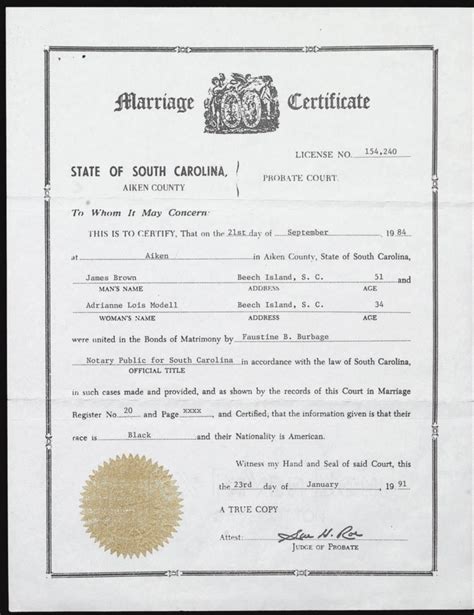 Marriage Certificate
LICENSE NO. 154,240
STATE OF SOUTH CAROLINA,
AIKEN COUNTY
PROBATE COURT.
To Whom It May Concern:
THIS IS TO CERTIFY, That on the 21st day of September 1984
at Aiken in Aiken County, State of South Carolina,
James Brown Beech Island, S. C. 51 and
MAN'S NAME ADDRESS AGE
Adrianne Lois Modell Beech Island, S. C. 34
WOMAN'S NAME ADDRESS AGE
were united in the Bonds of Matrimony by Faustine B. Burbage
Notary Public for South Carolina in accordance with the law of South Carolina,
OFFICIAL TITLE
in such cases made and provided, and as shown by the records of this Court in Marriage
Register No. 20 and Page xxxx and Certified; that the information given is that their
race is Black and their Nationality is American.
Witness my Hand and Seal of said Court, this
the 23rd day of January 1991
A TRUE COPY
Attest: Sue H. Roe
JUDGE OF PROBATE